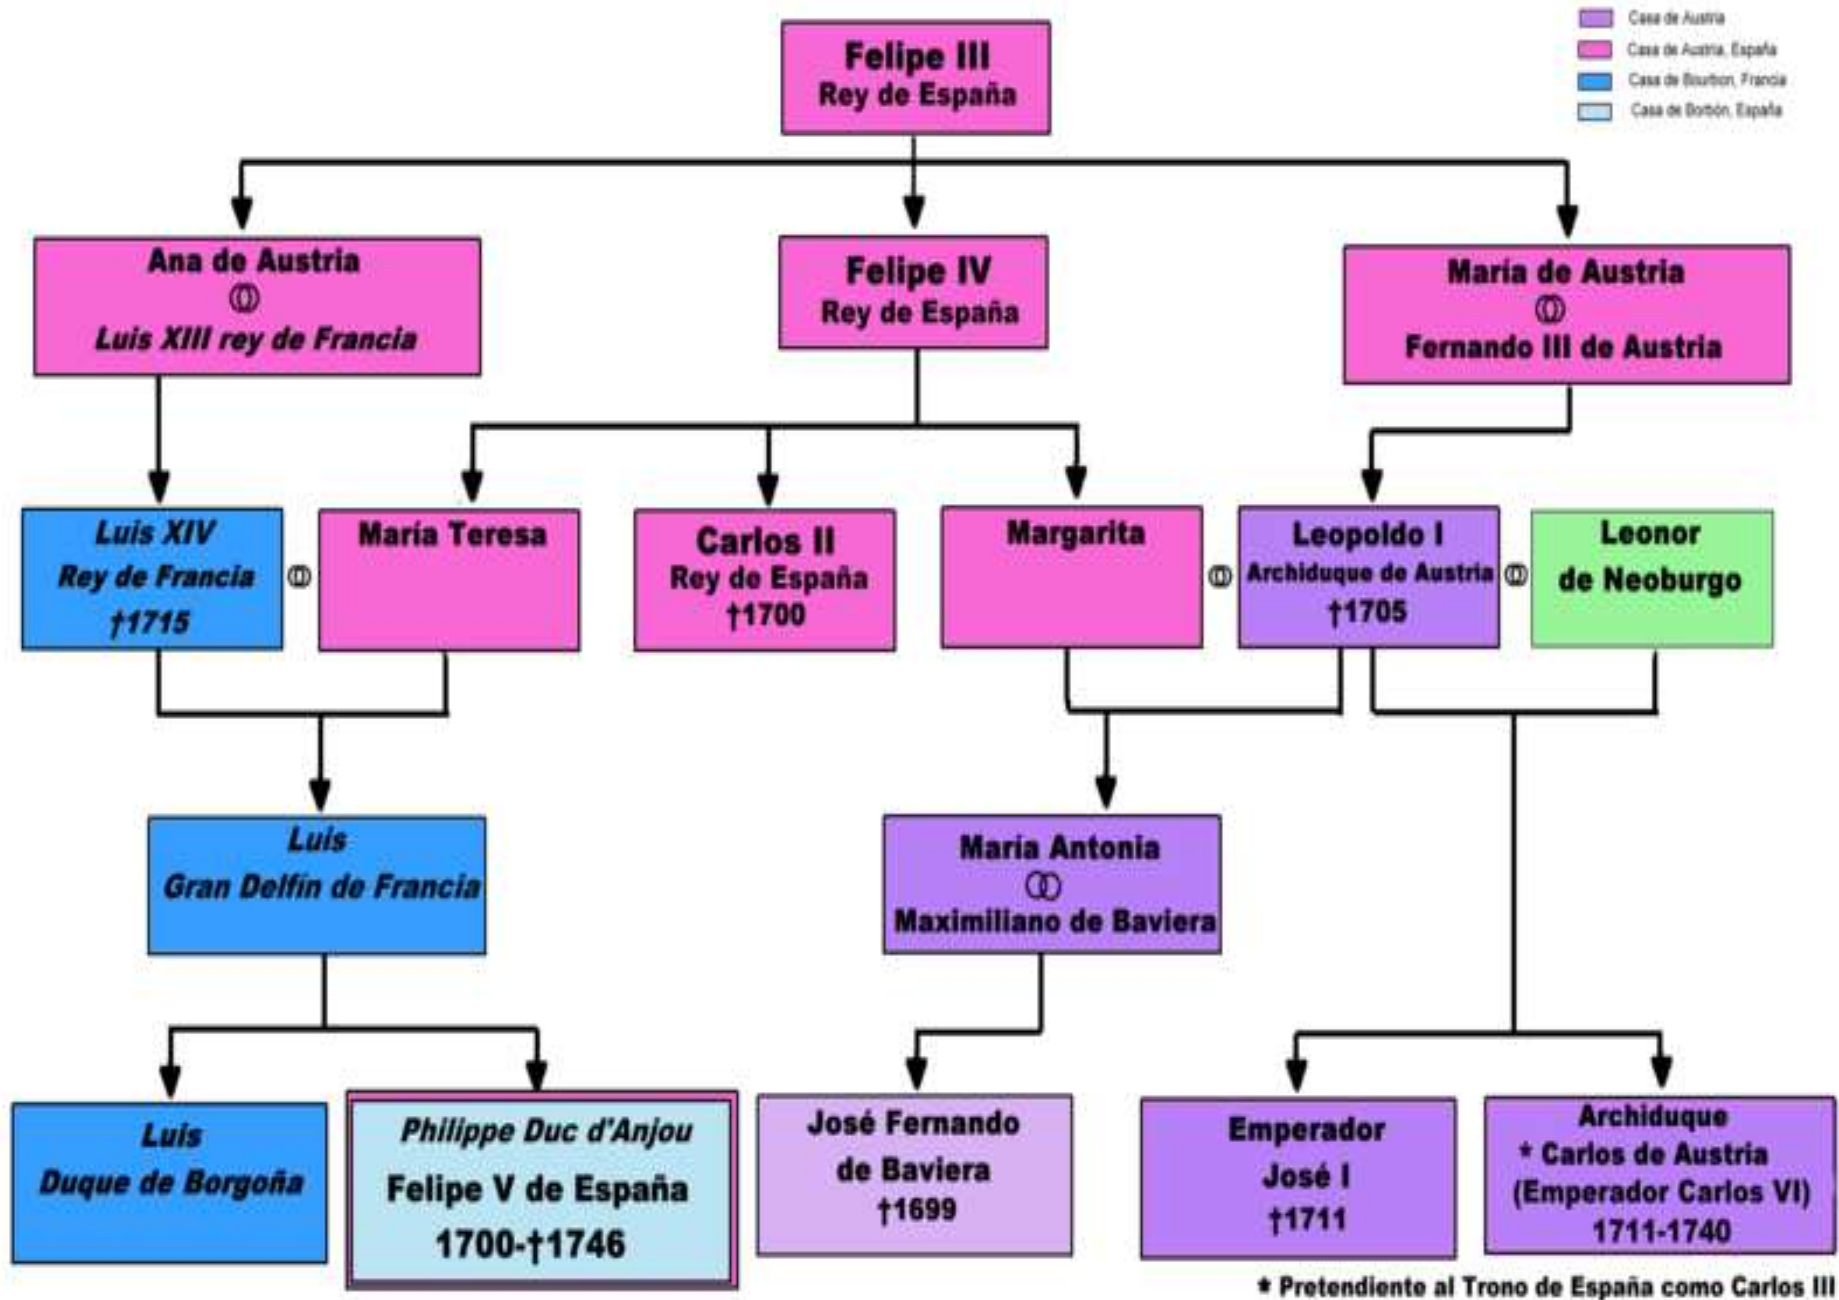 Casa de Austria
Casa de Austria, España
Casa de Bourbon, Francia
Casa de Borbón, España
Felipe III
Rey de España
Ana de Austria
Luis XIII rey de Francia
Felipe IV
Rey de España
María de Austria
Fernando III de Austria
Luis XIV
Rey de Francia
†1715
María Teresa
Carlos II
Rey de España
†1700
Margarita
Leopoldo I
Archiduque de Austria
†1705
Leonor
de Neoburgo
Luis
Gran Delfín de Francia
María Antonia
Maximiliano de Baviera
Luis
Duque de Borgoña
Philippe Duc d'Anjou
Felipe V de España
1700-†1746
José Fernando
de Baviera
†1699
Emperador
José I
†1711
Archiduque
* Carlos de Austria
(Emperador Carlos VI)
1711-1740
* Pretendiente al Trono de España como Carlos III